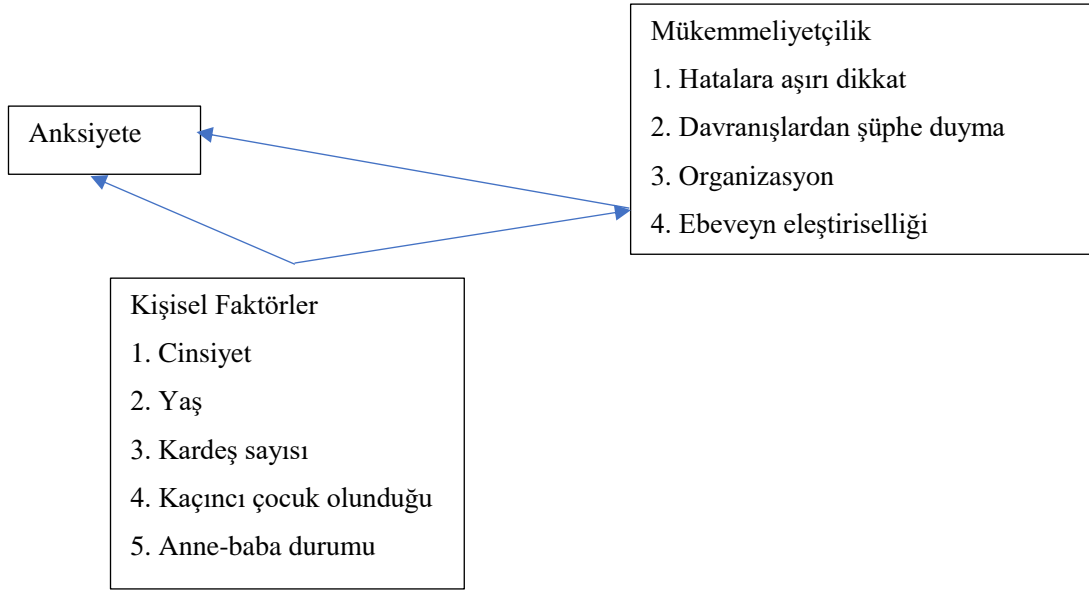 Mükemmeliyetçilik
1. Hatalara aşırı dikkat
2. Davranışlardan şüphe duyma
3. Organizasyon
4. Ebeveyn eleştiriselliği
Anksiyete
Kişisel Faktörler
1. Cinsiyet
2. Yaş
3. Kardeş sayısı
4. Kaçıncı çocuk olunduğu
5. Anne-baba durumu